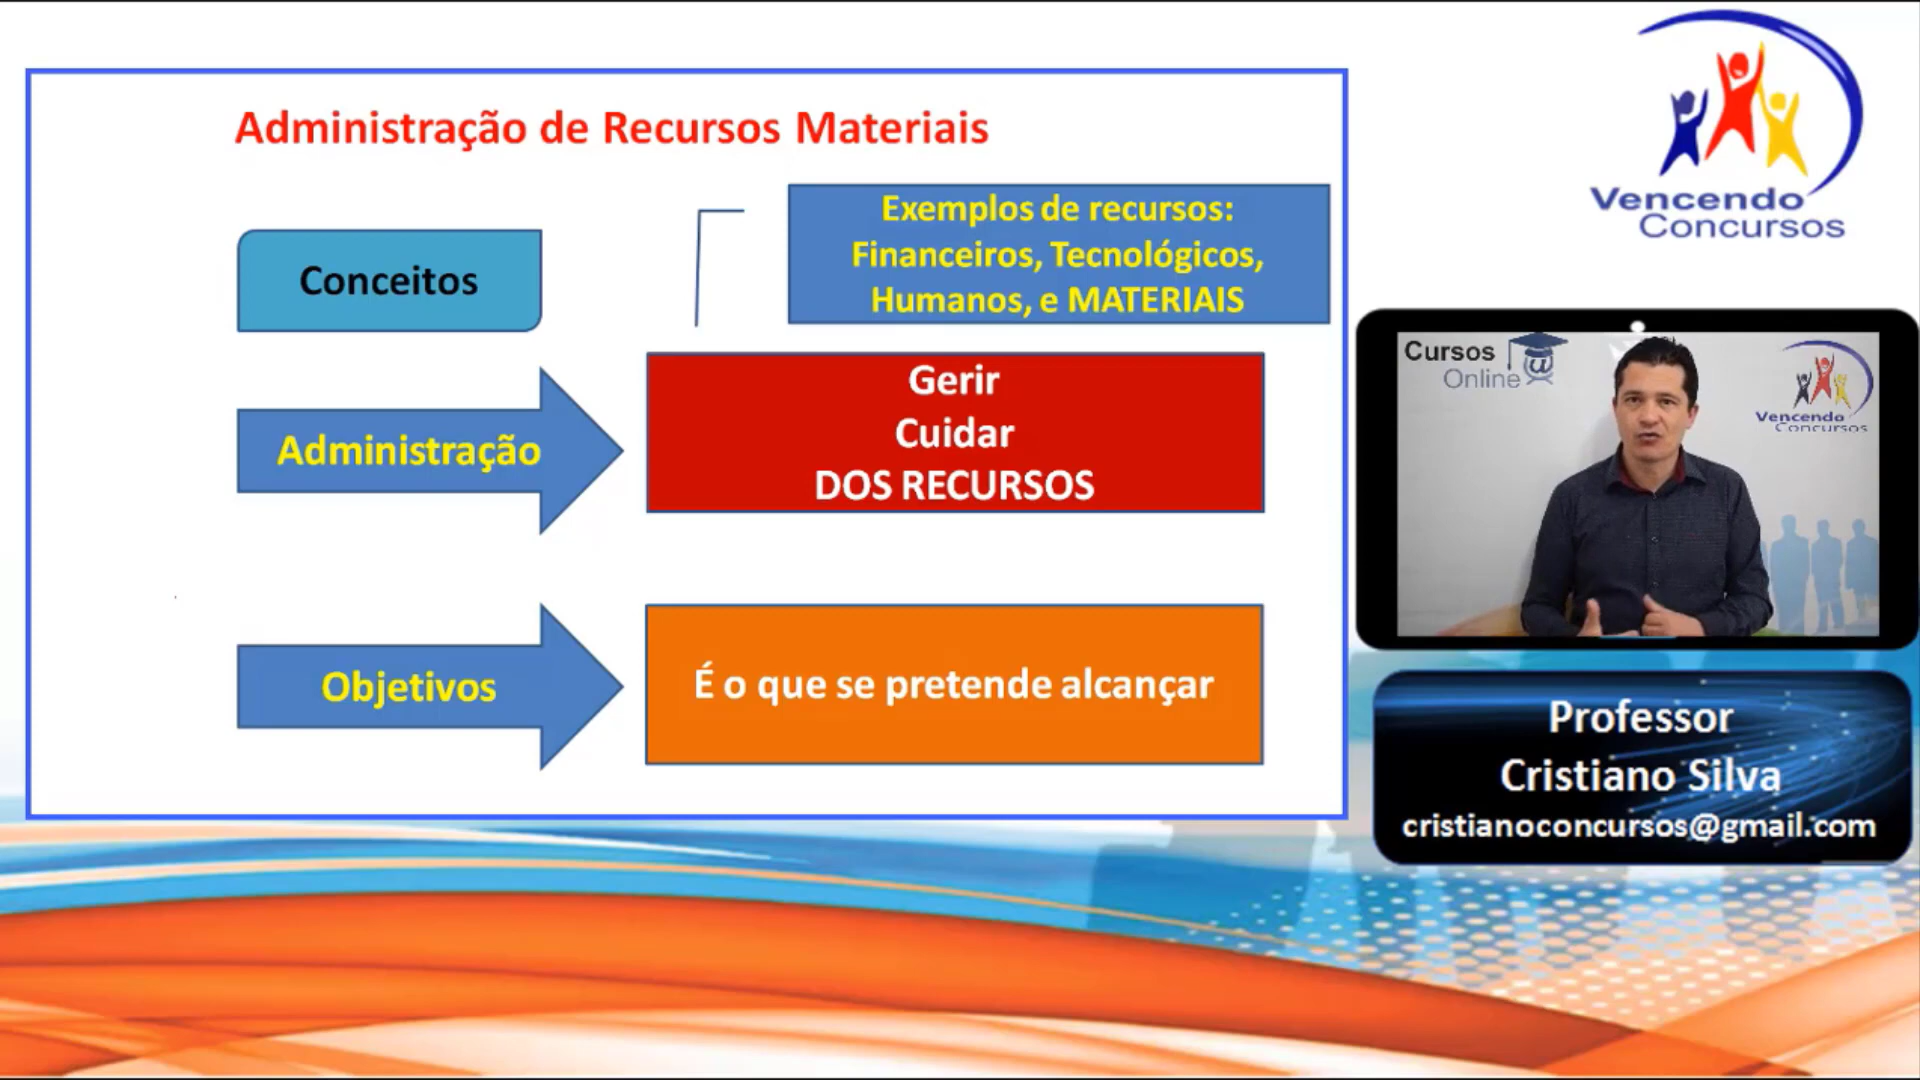 Administração de Recursos Materiais
Exemplos de recursos:
Financeiros, Tecnológicos,
Humanos, e MATERIAIS
Conceitos
Administração
Gerir
Cuidar
DOS RECURSOS
Objetivos
É o que se pretende alcançar
Vencendo
Concursos
Cursos
Online
@
Vencendo
Concursos
Professor
Cristiano Silva
cristianoconcursos@gmail.com